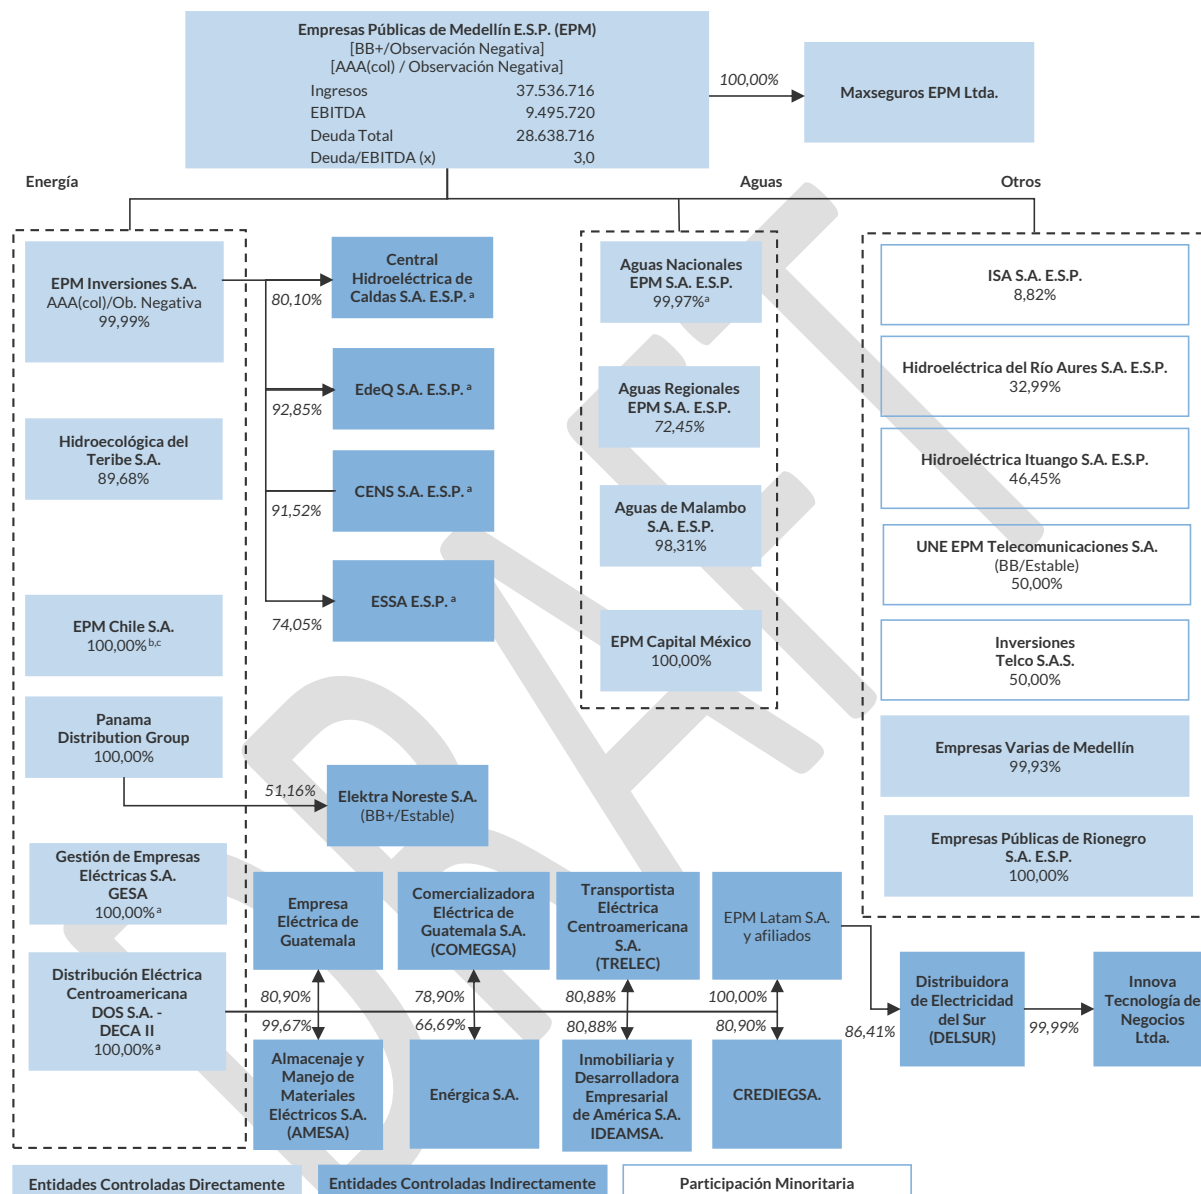 Empresas Públicas de Medellín E.S.P. (EPM)
[BB+/Observación Negativa]
[AAA(col) / Observación Negativa]
Ingresos 37.536.716
EBITDA 9.495.720
Deuda Total 28.638.716
Deuda/EBITDA (x) 3,0
100,00%
Maxseguros EPM Ltda.
Energía
Aguas
Otros
EPM Inversiones S.A.
AAA(col)/Ob. Negativa
99,99%
Hidroecológica del
Teribe S.A.
89,68%
EPM Chile S.A.
100,00% b,c
Panama
Distribution Group
100,00%
Gestión de Empresas
Eléctricas S.A.
GESA
100,00% a
Distribución Eléctrica
Centroamericana
DOS S.A. -
DECA II
100,00% a
80,10%
Central
Hidroeléctrica de
Caldas S.A. E.S.P. a
92,85%
EdeQ S.A. E.S.P. a
91,52%
CENS S.A. E.S.P. a
74,05%
ESSA E.S.P. a
51,16%
Elektra Noreste S.A.
(BB+/Estable)
Aguas Nacionales
EPM S.A. E.S.P.
99,97% a
Aguas Regionales
EPM S.A. E.S.P.
72,45%
Aguas de Malambo
S.A. E.S.P.
98,31%
EPM Capital México
100,00%
ISA S.A. E.S.P.
8,82%
Hidroeléctrica del Río Aures S.A. E.S.P.
32,99%
Hidroeléctrica Ituango S.A. E.S.P.
46,45%
UNE EPM Telecomunicaciones S.A.
(BB/Estable)
50,00%
Inversiones
Telco S.A.S.
50,00%
Empresas Varias de Medellín
99,93%
Empresas Públicas de Rionegro
S.A. E.S.P.
100,00%
Empresa
Eléctrica de
Guatemala
Comercializadora
Eléctrica de
Guatemala S.A.
(COMEGSA)
Transportista
Eléctrica
Centroamericana
S.A.
(TRELEC)
EPM Latam S.A.
y afiliados
80,90%
78,90%
80,88%
100,00%
99,67%
66,69%
80,88%
80,90%
Almacenaje y
Manejo de
Materiales
Eléctricos S.A.
(AMESA)
Enérgica S.A.
Inmobiliaria y
Desarrolladora
Empresarial
de América S.A.
IDEAMSA.
CREDIEGSA.
86,41%
Distribuidora
de Electricidad
del Sur
(DELSUR)
99,99%
Innova
Tecnología de
Negocios
Ltda.
Entidades Controladas Directamente
Entidades Controladas Indirectamente
Participación Minoritaria
DRAFT